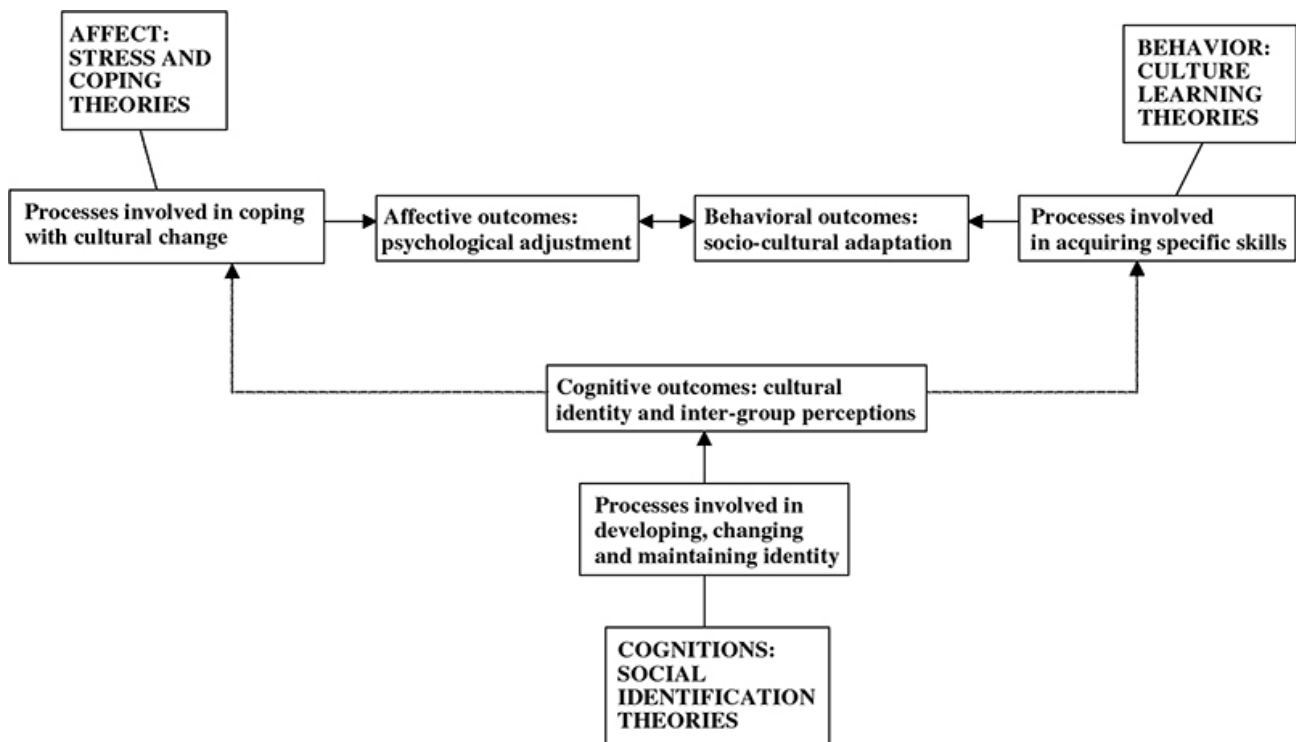 AFFECT:
STRESS AND
COPING
THEORIES
BEHAVIOR:
CULTURE
LEARNING
THEORIES
Processes involved in coping
with cultural change
Affective outcomes:
psychological adjustment
Behavioral outcomes:
socio-cultural adaptation
Processes involved
in acquiring specific skills
Cognitive outcomes: cultural
identity and inter-group perceptions
Processes involved in
developing, changing
and maintaining identity
COGNITIONS:
SOCIAL
IDENTIFICATION
THEORIES